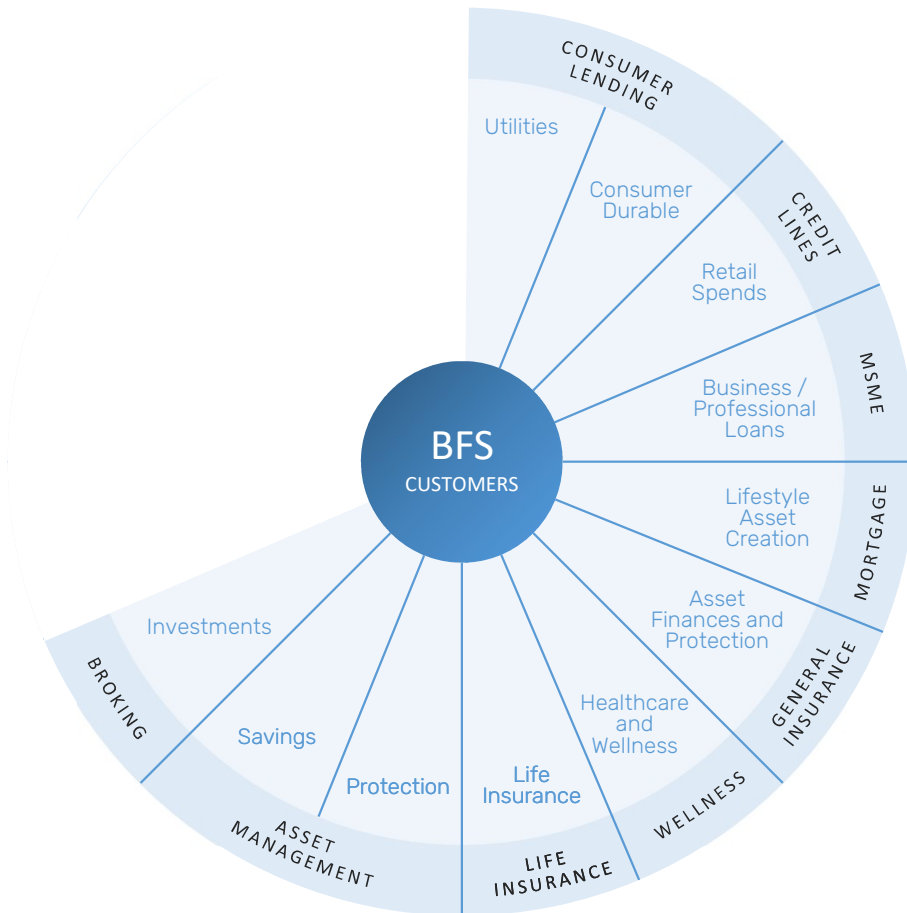 CONSUMER
LENDING
Utilities
Consumer
Durable
CREDIT
LINES
Retail
Spends
MSME
Business /
Professional
Loans
BFS
CUSTOMERS
MORTGAGE
Lifestyle
Asset
Creation
GENERAL
INSURANCE
Asset
Finances and
Protection
WELLNESS
Healthcare
and
Wellness
LIFE
INSURANCE
Life
Insurance
ASSET
MANAGEMENT
Protection
Savings
BROKING
Investments